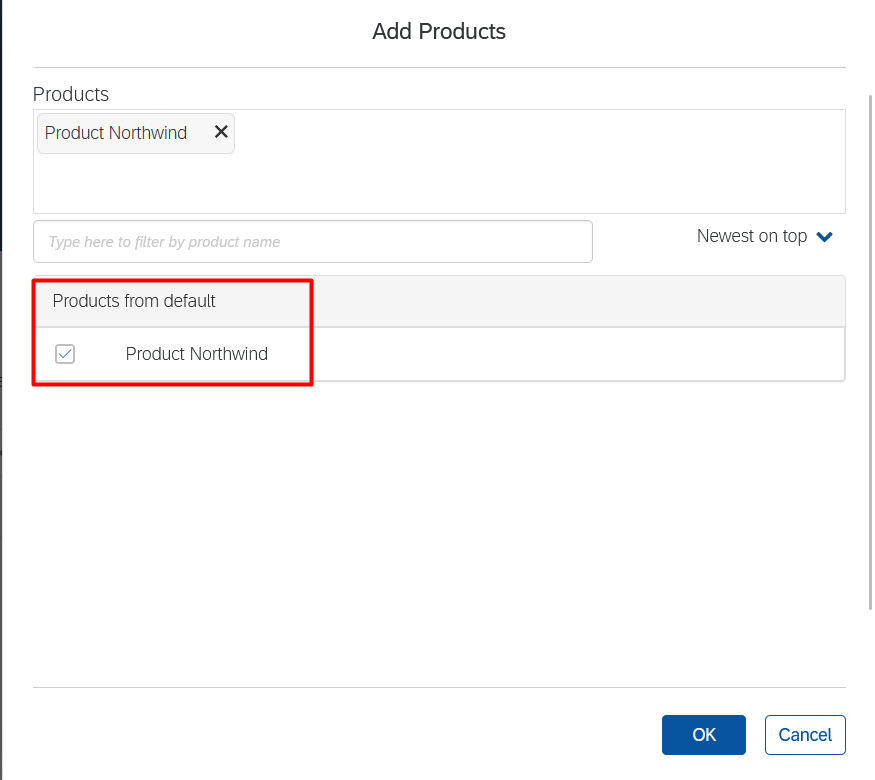 Add Products
Products
Product Northwind
Type here to filter by product name
Newest on top
Products from default
Product Northwind
OK
Cancel